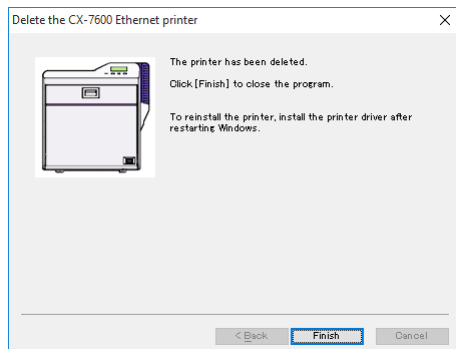 Delete the CX-7600 Ethernet printer
The printer has been deleted.
Click [Finish] to close the program.
To reinstall the printer, install the printer driver after
restarting Windows.
< Back
Finish
Cancel